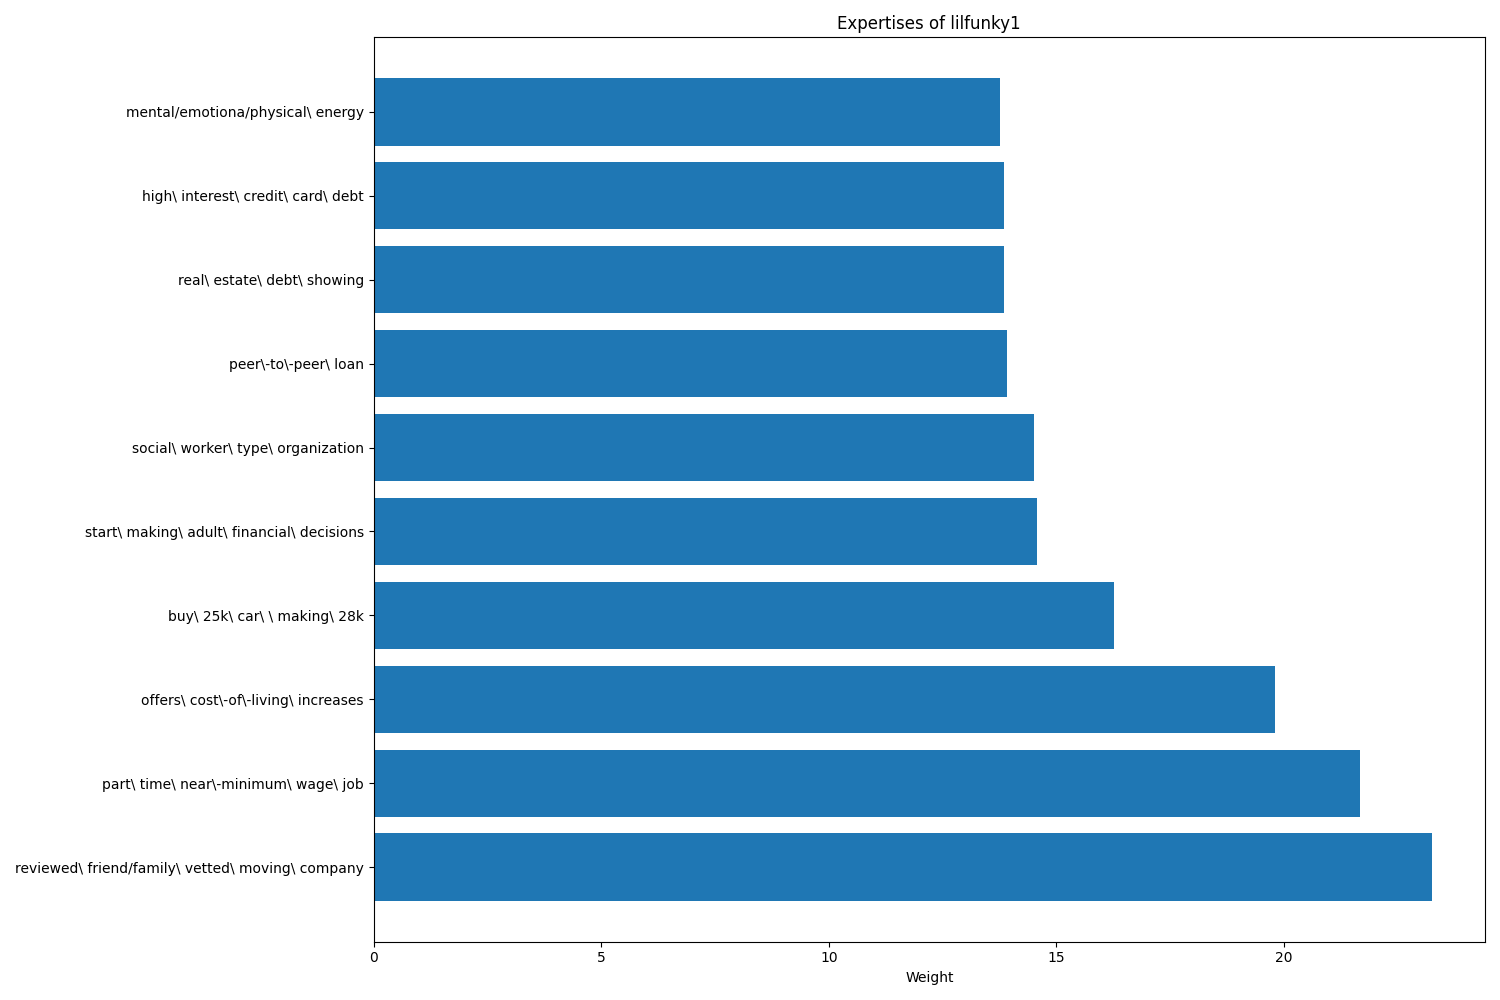 Expertises of lilfunky1
mental/emotiona/physical\ energy
high\ interest\ credit\ card\ debt
real\ estate\ debt\ showing
peer\-to\-peer\ loan
social\ worker\ type\ organization
start\ making\ adult\ financial\ decisions
buy\ 25k\ car\ \ making\ 28k
offers\ cost\-of\-living\ increases
part\ time\ near\-minimum\ wage\ job
reviewed\ friend/family\ vetted\ moving\ company
0 5 10 15 20
Weight